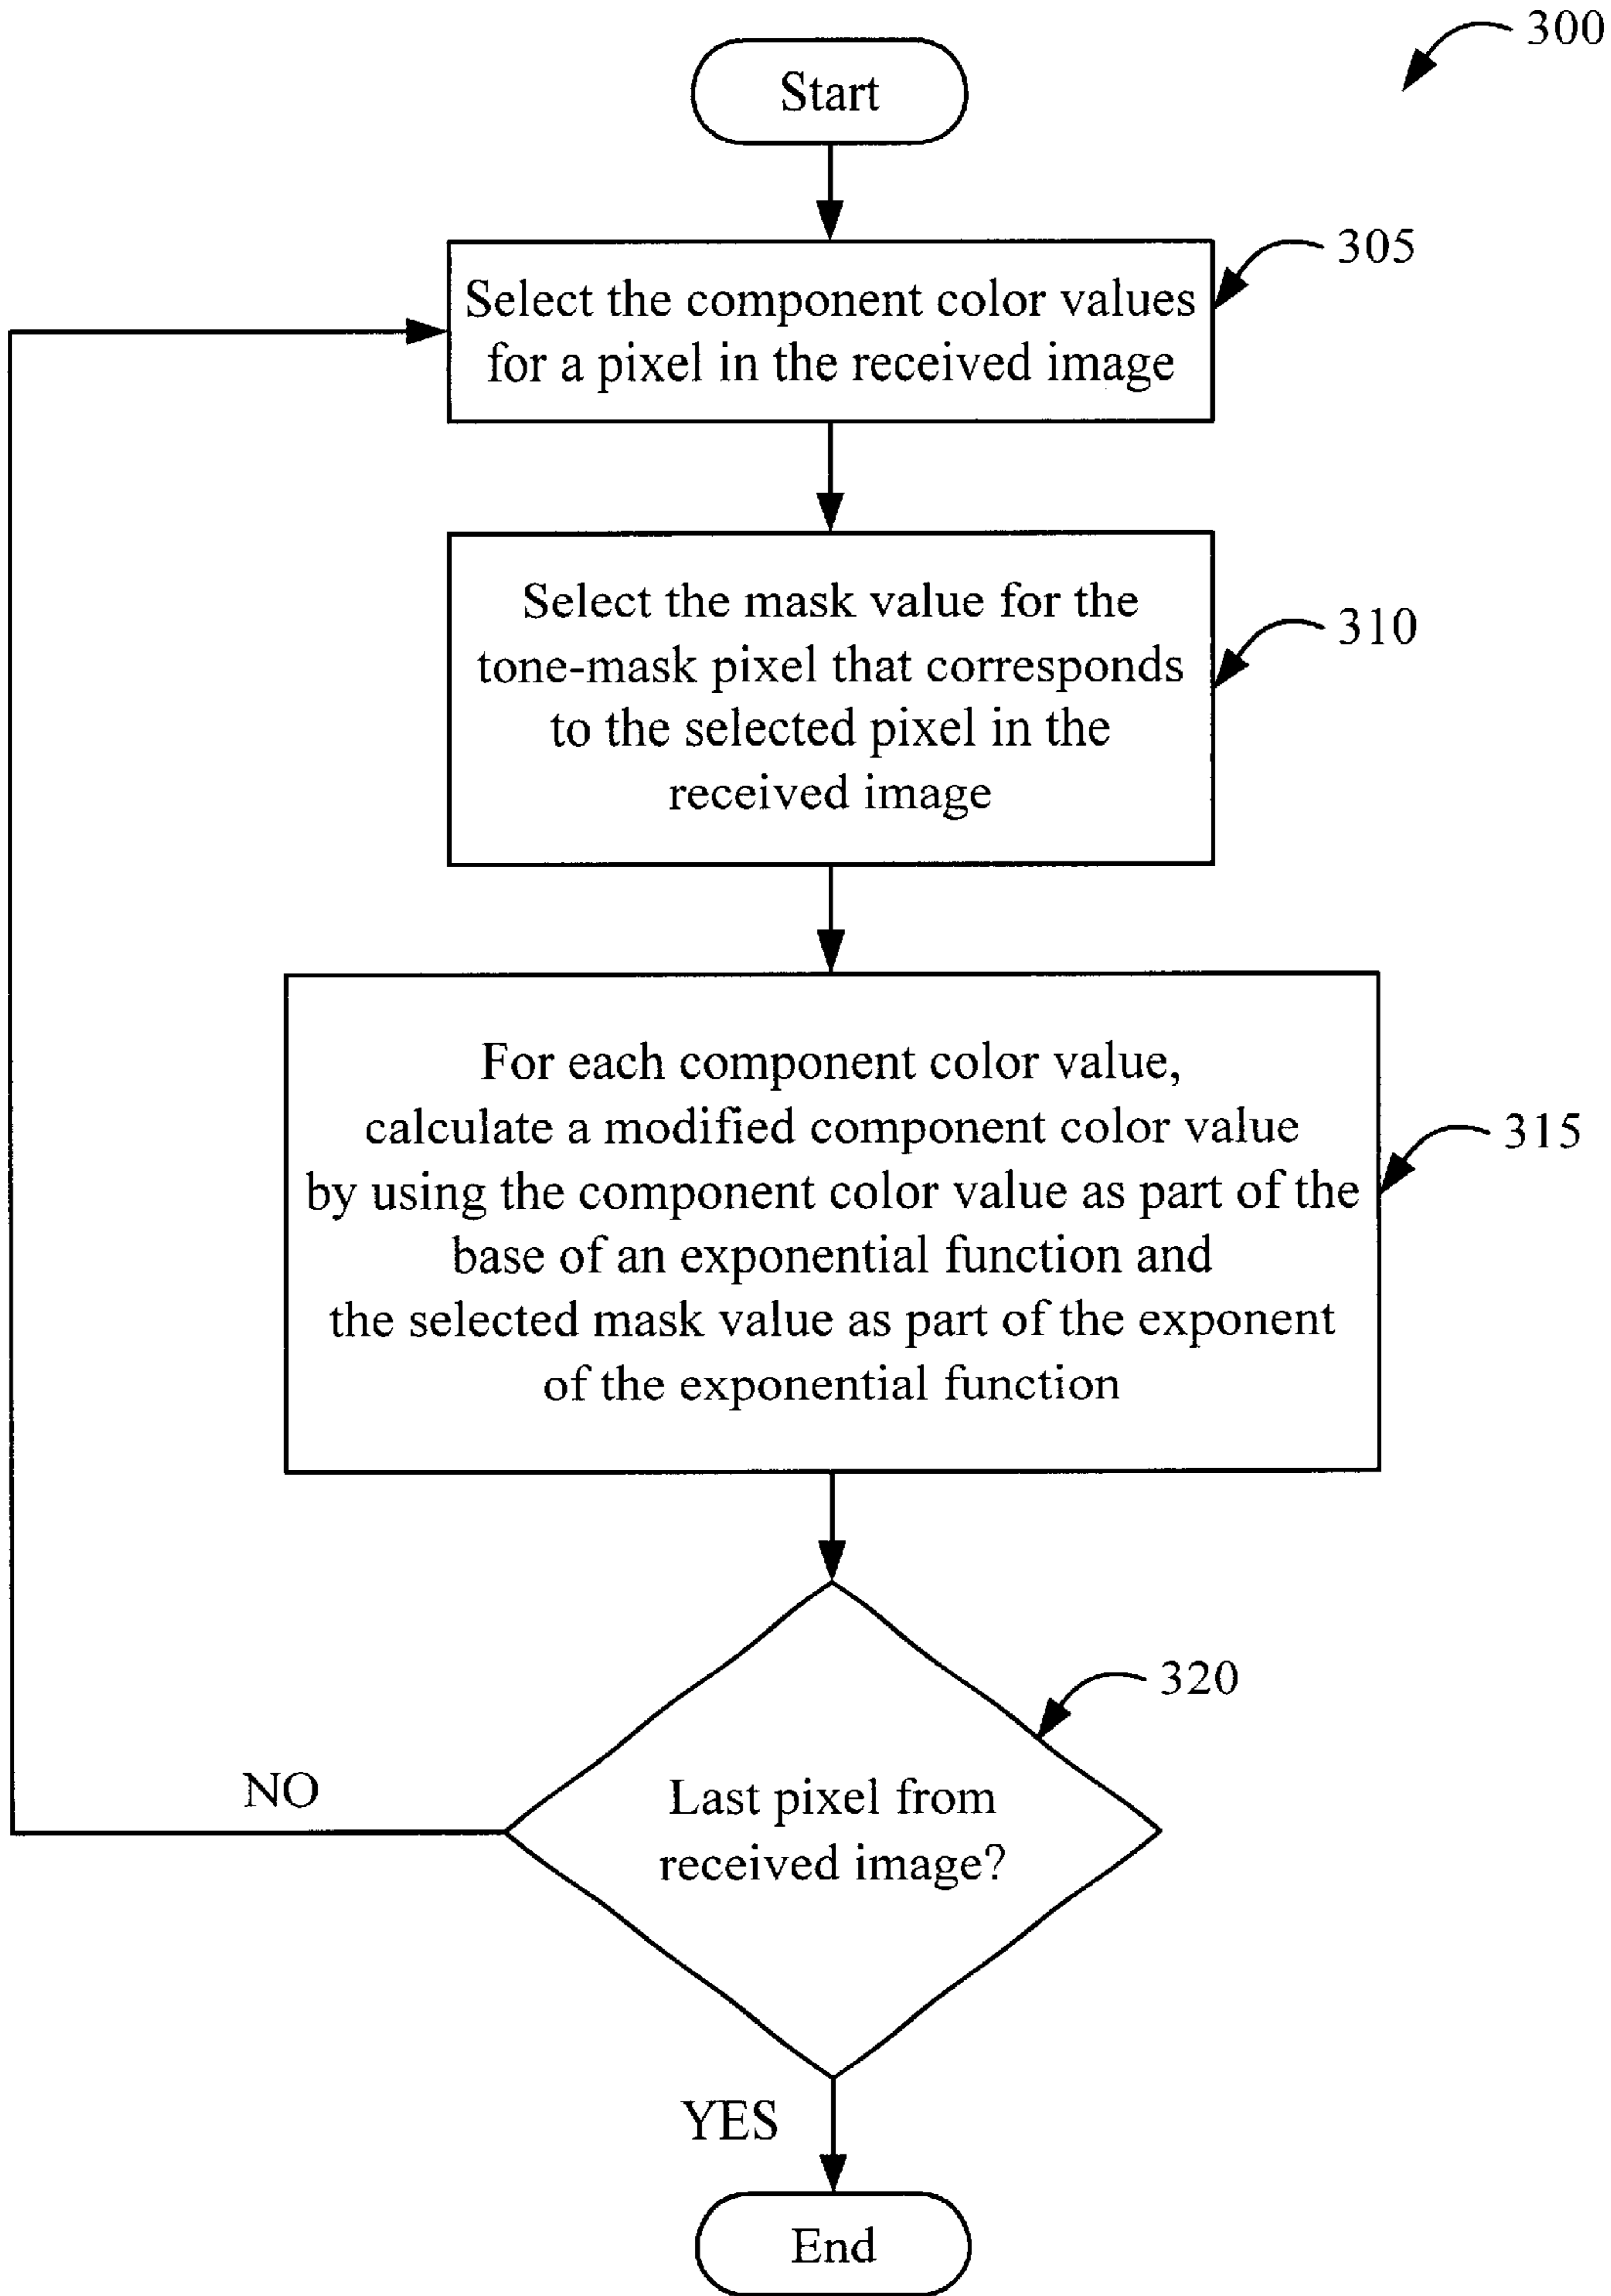 300
Start
305
Select the component color values
for a pixel in the received image
310
Select the mask value for the
tone-mask pixel that corresponds
to the selected pixel in the
received image
315
For each component color value,
calculate a modified component color value
by using the component color value as part of the
base of an exponential function and
the selected mask value as part of the exponent
of the exponential function
320
Last pixel from
received image?
NO
YES
End